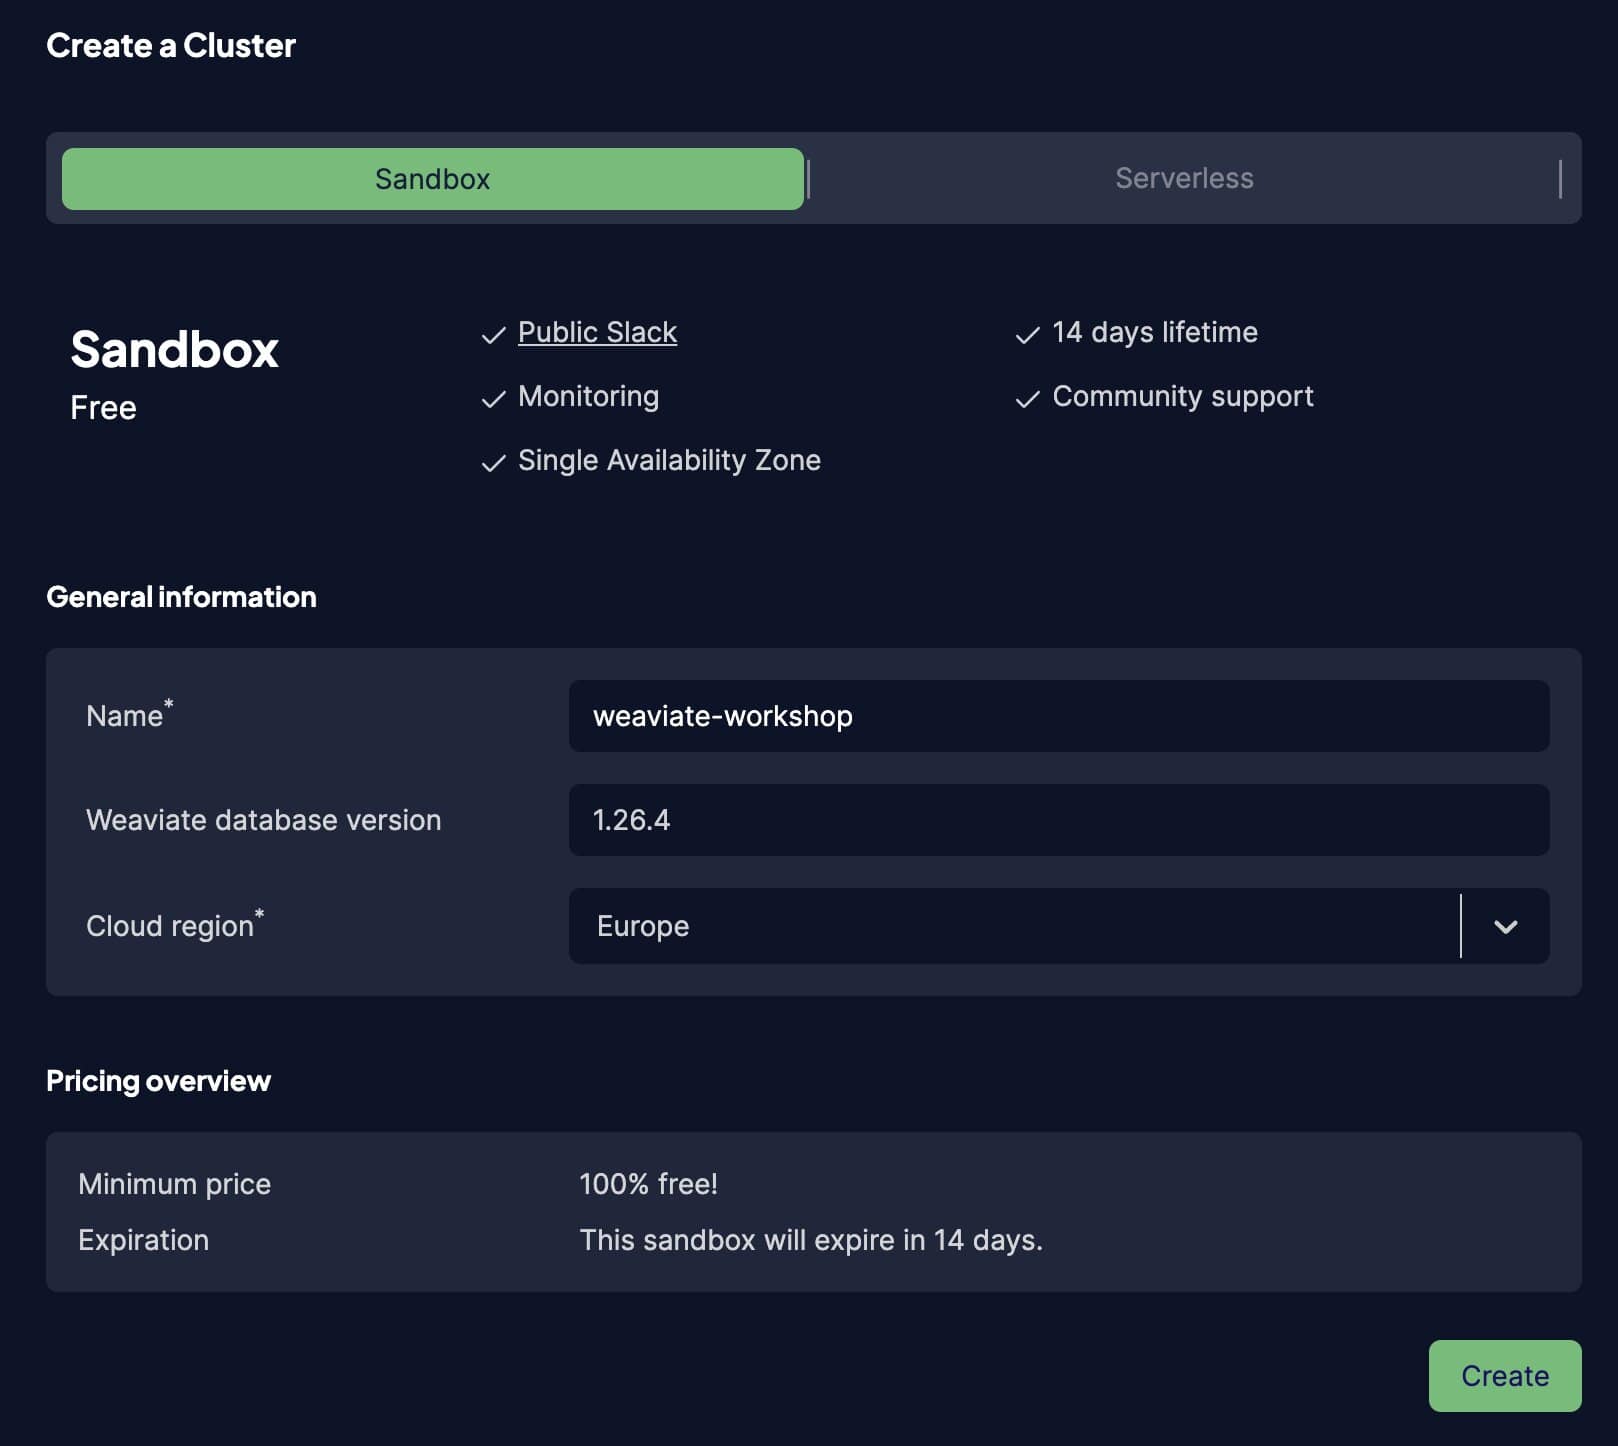 Create a Cluster
Sandbox
Serverless
Sandbox
Free
Public Slack
Monitoring
Single Availability Zone
14 days lifetime
Community support
General information
Name*
weaviate-workshop
Weaviate database version
1.26.4
Cloud region*
Europe
Pricing overview
Minimum price
100% free!
Expiration
This sandbox will expire in 14 days.
Create